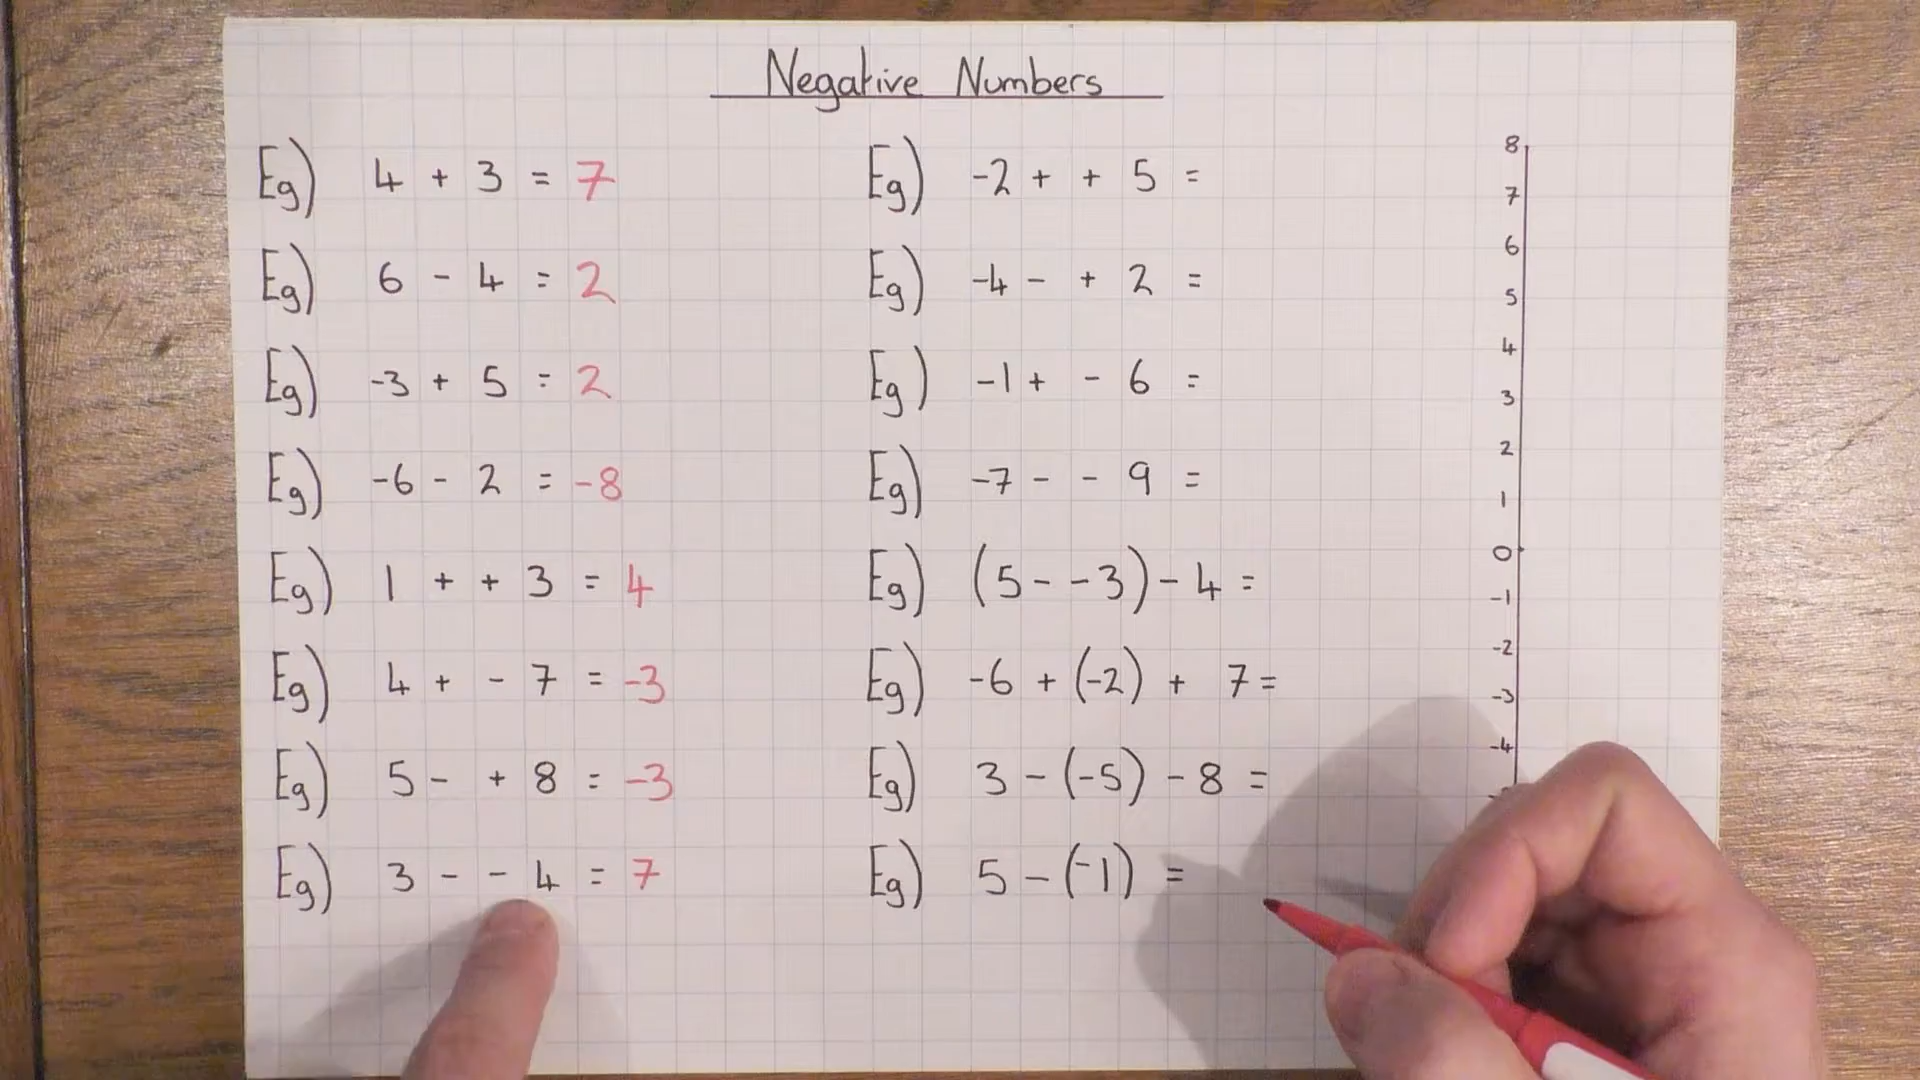 Negative Numbers
Eg) 4 + 3 = 7
Eg) 6 - 4 = 2
Eg) -3 + 5 = 2
Eg) -6 - 2 = -8
Eg) 1 + + 3 = 4
Eg) 4 + - 7 = -3
Eg) 5 - + 8 = -3
Eg) 3 - - 4 = 7
Eg) -2 + + 5 =
Eg) -4 - + 2 =
Eg) -1 + - 6 =
Eg) -7 - - 9 =
Eg) (5 - -3) - 4 =
Eg) -6 + (-2) + 7 =
Eg) 3 - (-5) - 8 =
Eg) 5 - (-1) =
8
7
6
5
4
3
2
1
0
-1
-2
-3
-4